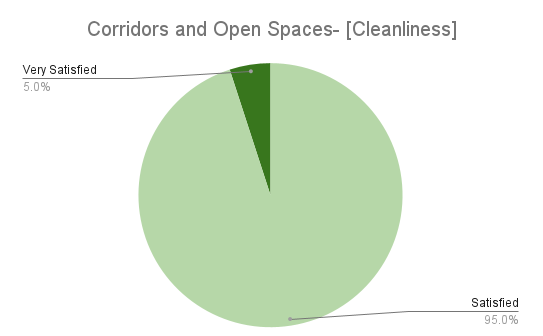 Corridors and Open Spaces- [Cleanliness]
Very Satisfied
5.0%
Satisfied
95.0%